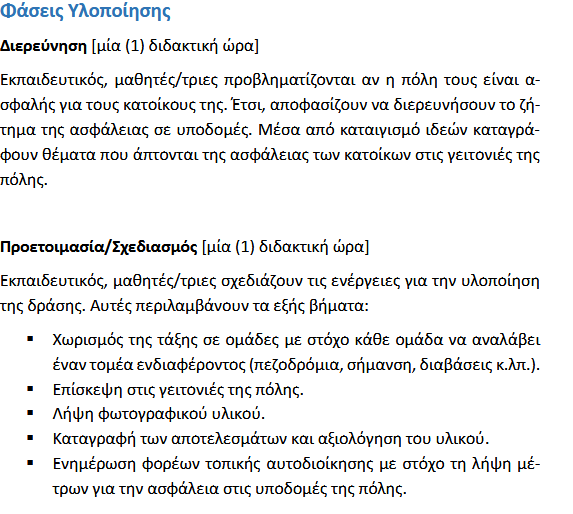 Φάσεις Υλοποίησης
Διερεύνηση [μία (1) διδακτική ώρα]
Εκπαιδευτικός, μαθητές/τριες προβληματίζονται αν η πόλη τους είναι α-
σφαλής για τους κατοίκους της. Έτσι, αποφασίζουν να διερευνήσουν το ζή-
τημα της ασφάλειας σε υποδομές. Μέσα από καταιγισμό ιδεών καταγρά-
φουν θέματα που άπτονται της ασφάλειας των κατοίκων στις γειτονιές της
πόλης.
Προετοιμασία/Σχεδιασμός [μία (1) διδακτική ώρα]
Εκπαιδευτικός, μαθητές/τριες σχεδιάζουν τις ενέργειες για την υλοποίηση
της δράσης. Αυτές περιλαμβάνουν τα εξής βήματα:
▪ Χωρισμός της τάξης σε ομάδες με στόχο κάθε ομάδα να αναλάβει
έναν τομέα ενδιαφέροντος (πεζοδρόμια, σήμανση, διαβάσεις κ.λπ.).
▪ Επίσκεψη στις γειτονιές της πόλης.
▪ Λήψη φωτογραφικού υλικού.
▪ Καταγραφή των αποτελεσμάτων και αξιολόγηση του υλικού.
▪ Ενημέρωση φορέων τοπικής αυτοδιοίκησης με στόχο τη λήψη μέ-
τρων για την ασφάλεια στις υποδομές της πόλης.